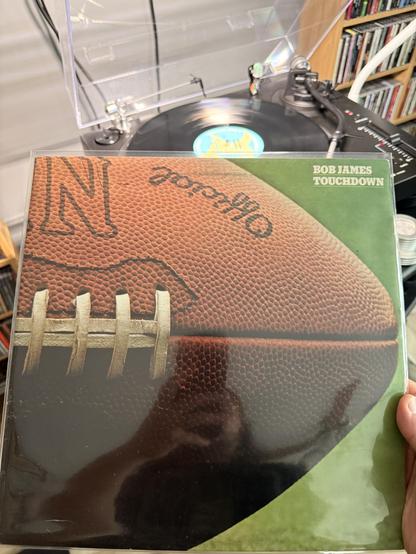 BOB JAMES
TOUCHDOWN
N
Official